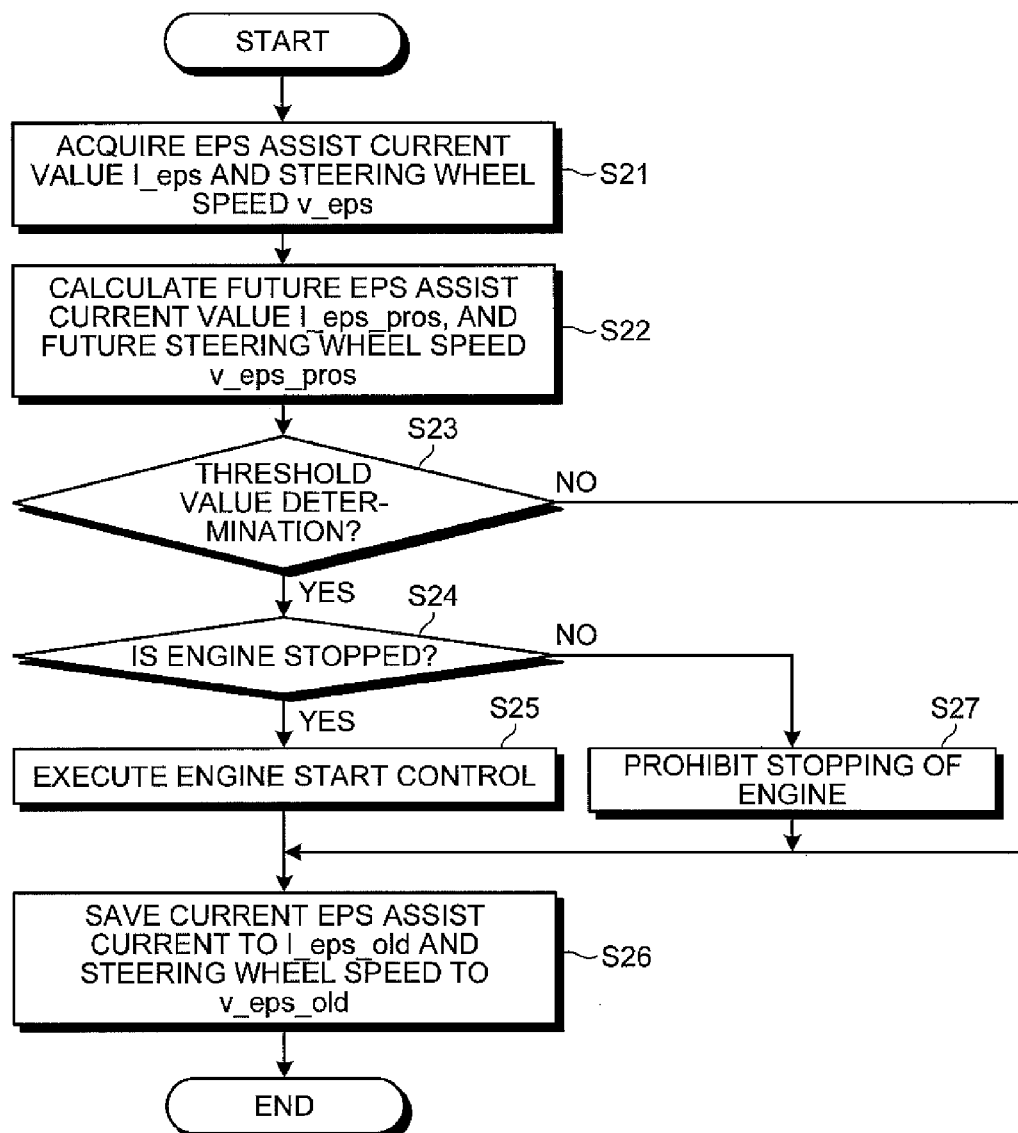 START
ACQUIRE EPS ASSIST CURRENT
VALUE I_eps AND STEERING WHEEL
SPEED v_eps
S21
CALCULATE FUTURE EPS ASSIST
CURRENT VALUE I_eps_pros, AND
FUTURE STEERING WHEEL SPEED
v_eps_pros
S22
S23
THRESHOLD
VALUE DETER-
MINATION?
NO
YES
S24
IS ENGINE STOPPED?
NO
YES
S25
EXECUTE ENGINE START CONTROL
S27
PROHIBIT STOPPING OF
ENGINE
SAVE CURRENT EPS ASSIST
CURRENT TO I_eps_old AND
STEERING WHEEL SPEED TO
v_eps_old
S26
END